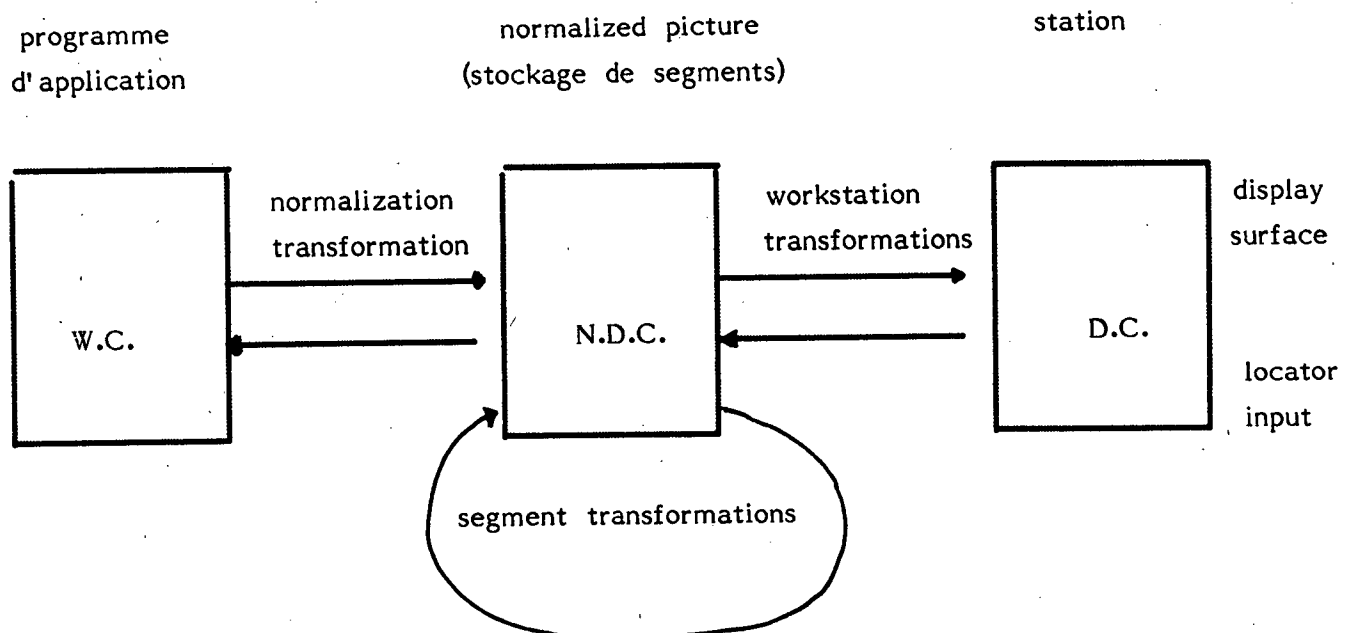 programme
d'application
normalized picture
(stockage de segments)
station
normalization
transformation
workstation
transformations
display
surface
W.C.
N.D.C.
D.C.
locator
input
segment transformations